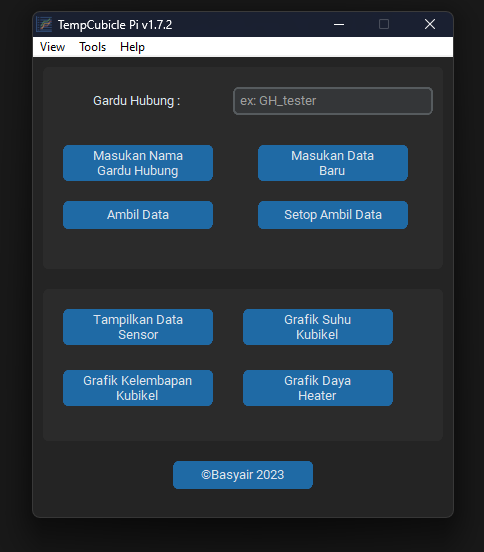 TempCubicle Pi v1.7.2
View Tools Help
Gardu Hubung :
ex: GH_tester
Masukan Nama
Gardu Hubung
Masukan Data
Baru
Ambil Data
Setop Ambil Data
Tampilkan Data
Sensor
Grafik Suhu
Kubikel
Grafik Kelembapan
Kubikel
Grafik Daya
Heater
©Basyair 2023